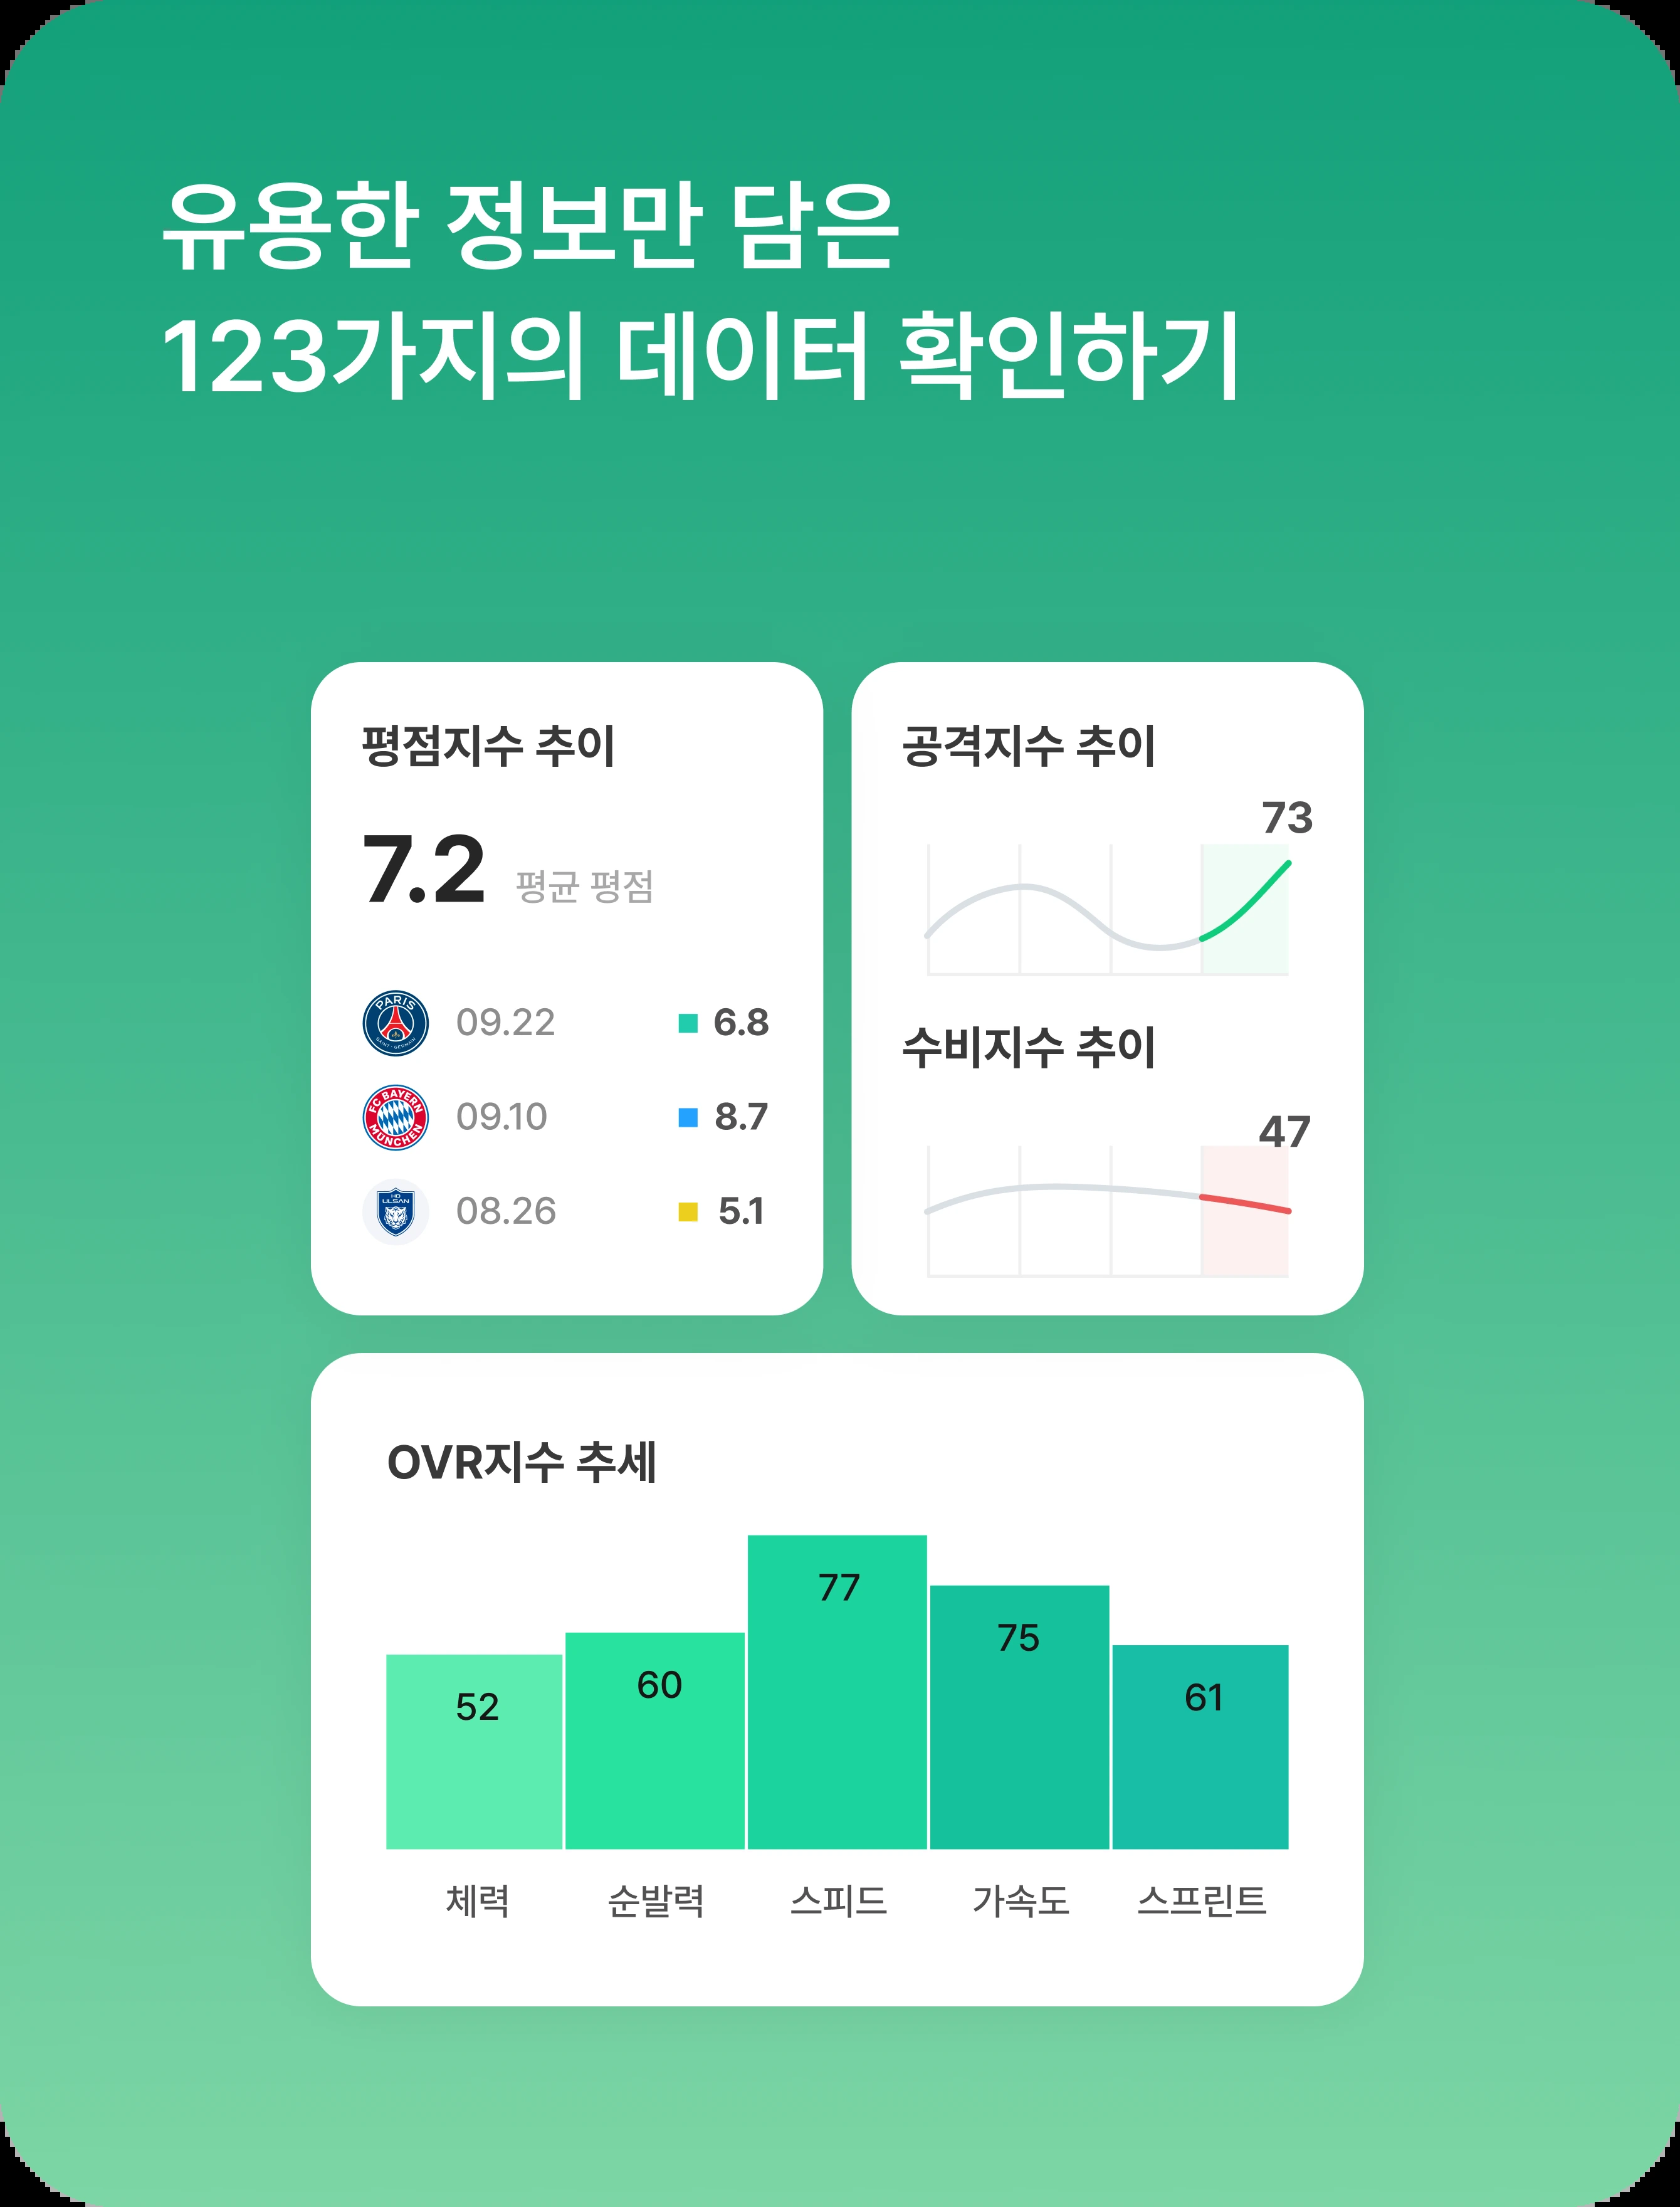 유용한 정보만 담은
123가지의 데이터 확인하기
평점지수 추이
7.2 평균 평점
PARIS
SAINT-GERMAIN
09.22 6.8
FC BAYERN
MÜNCHEN
09.10 8.7
HD
ULSAN
08.26 5.1
공격지수 추이
73
수비지수 추이
47
OVR지수 추세
52 60 77 75 61
체력 순발력 스피드 가속도 스프린트